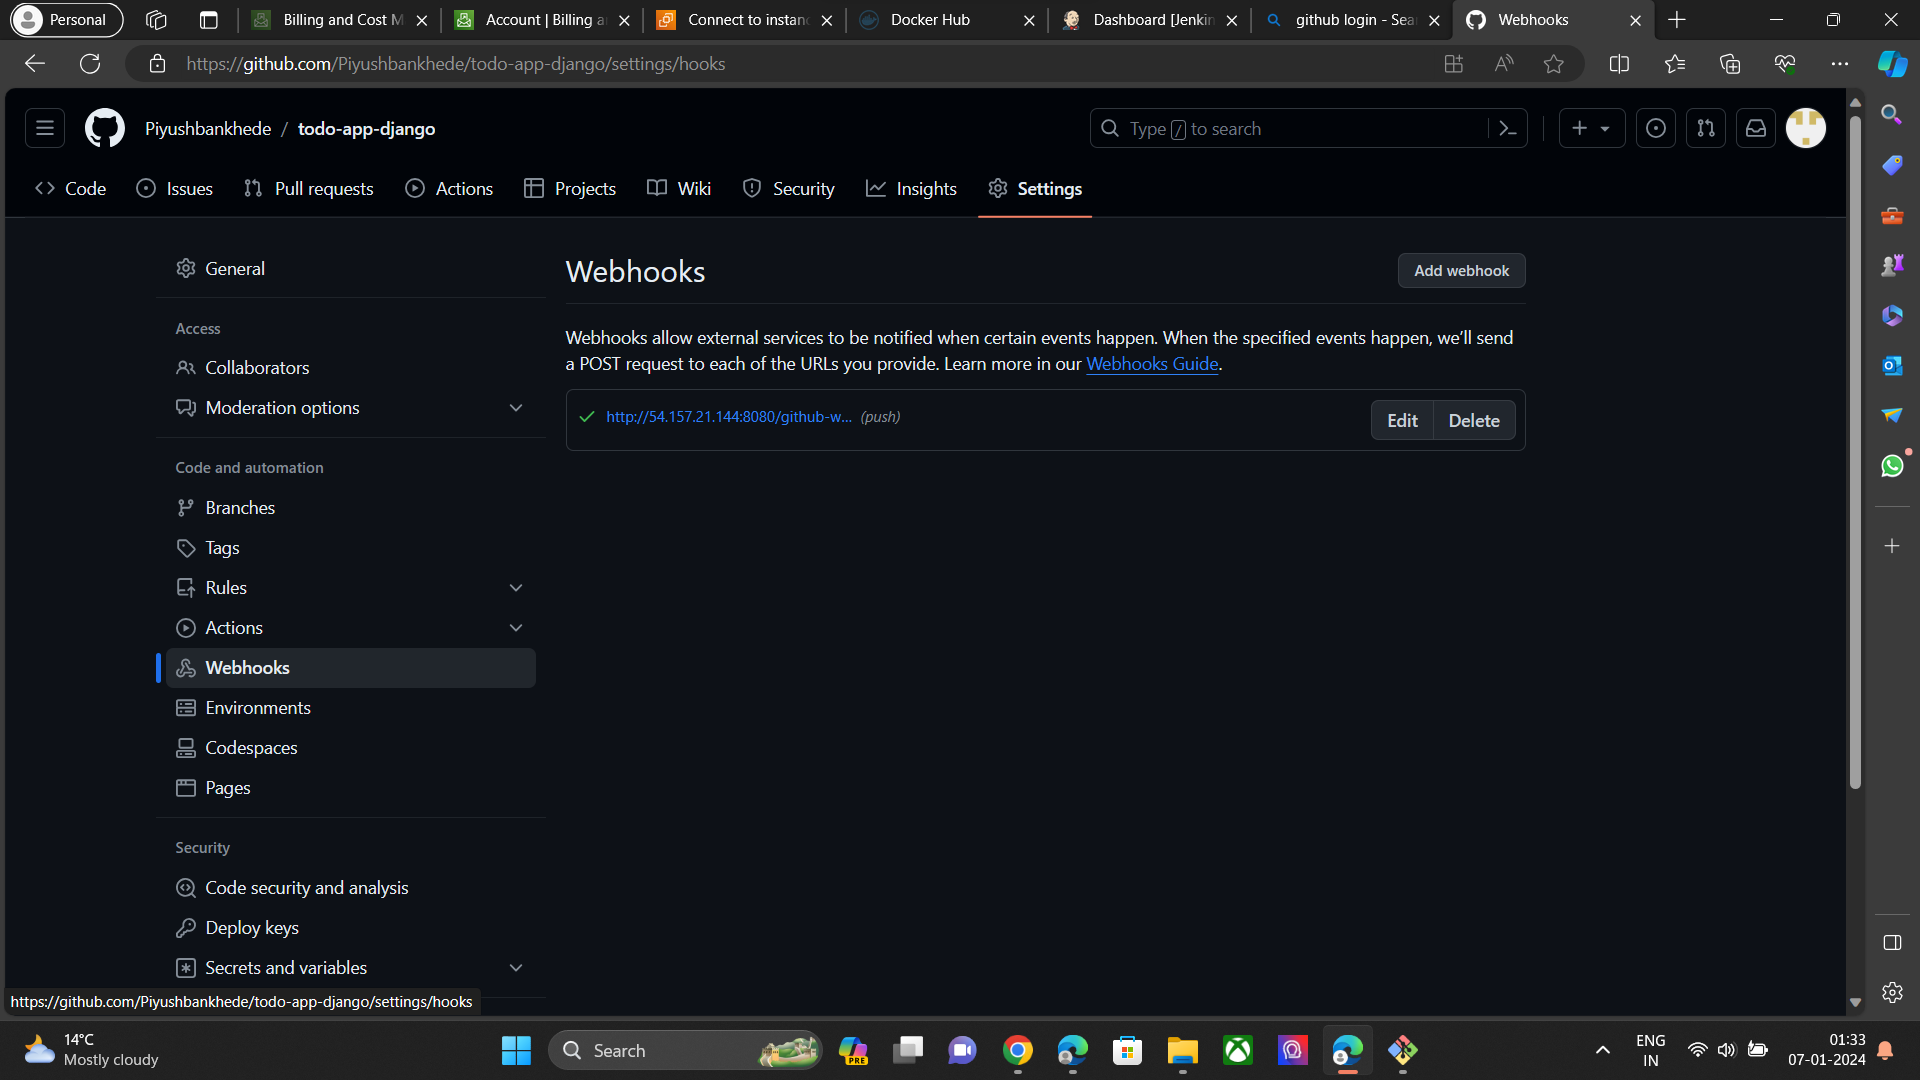 Personal
Billing and Cost M
Account | Billing a
Connect to instanc
Docker Hub
Dashboard [Jenkin
github login - Sea
Webhooks
https://github.com/Piyushbankhede/todo-app-django/settings/hooks
Piyushbankhede / todo-app-django
Type / to search
Code
Issues
Pull requests
Actions
Projects
Wiki
Security
Insights
Settings
General
Access
Collaborators
Moderation options
Code and automation
Branches
Tags
Rules
Actions
Webhooks
Environments
Codespaces
Pages
Security
Code security and analysis
Deploy keys
Secrets and variables
Webhooks
Add webhook
Webhooks allow external services to be notified when certain events happen. When the specified events happen, we’ll send
a POST request to each of the URLs you provide. Learn more in our Webhooks Guide.
http://54.157.21.144:8080/github-w... (push)
Edit
Delete
https://github.com/Piyushbankhede/todo-app-django/settings/hooks
14°C
Mostly cloudy
Search
PRE
ENG
IN
01:33
07-01-2024